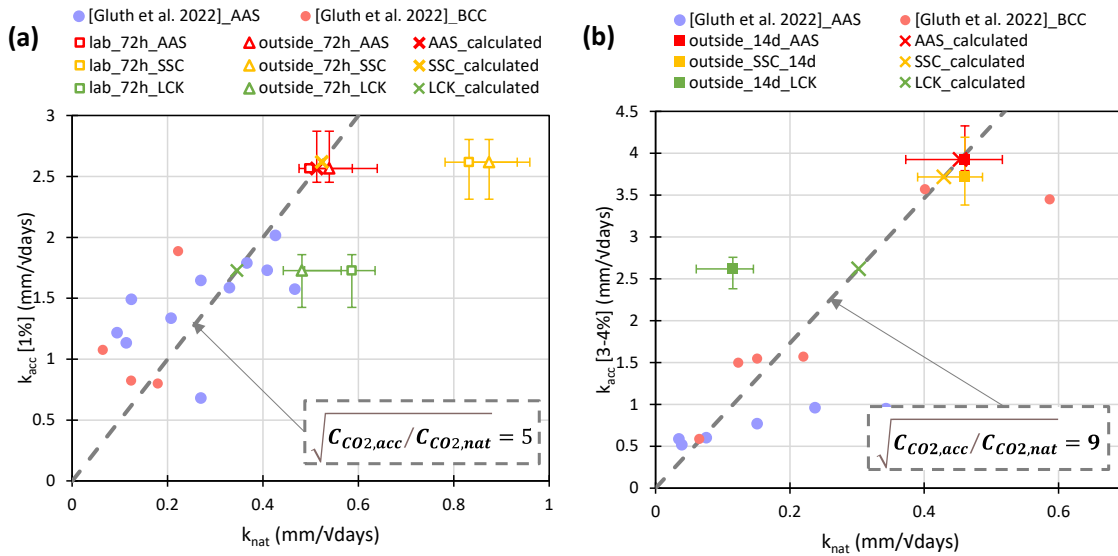 (a)
[Gluth et al. 2022]_AAS [Gluth et al. 2022]_BCC
lab_72h_AAS outside_72h_AAS AAS_calculated
lab_72h_SSC outside_72h_SSC SSC_calculated
lab_72h_LCK outside_72h_LCK LCK_calculated
3
2.5
2
1.5
1
0.5
0
k_acc [1%] (mm/√days)
√C_CO2,acc/C_CO2,nat = 5
0 0.2 0.4 0.6 0.8 1
k_nat (mm/√days)
(b)
[Gluth et al. 2022]_AAS [Gluth et al. 2022]_BCC
outside_14d_AAS AAS_calculated
outside_SSC_14d SSC_calculated
outside_14d_LCK LCK_calculated
4.5
4
3.5
3
2.5
2
1.5
1
0.5
0
k_acc [3-4%] (mm/√days)
√C_CO2,acc/C_CO2,nat = 9
0 0.2 0.4 0.6
k_nat (mm/√days)